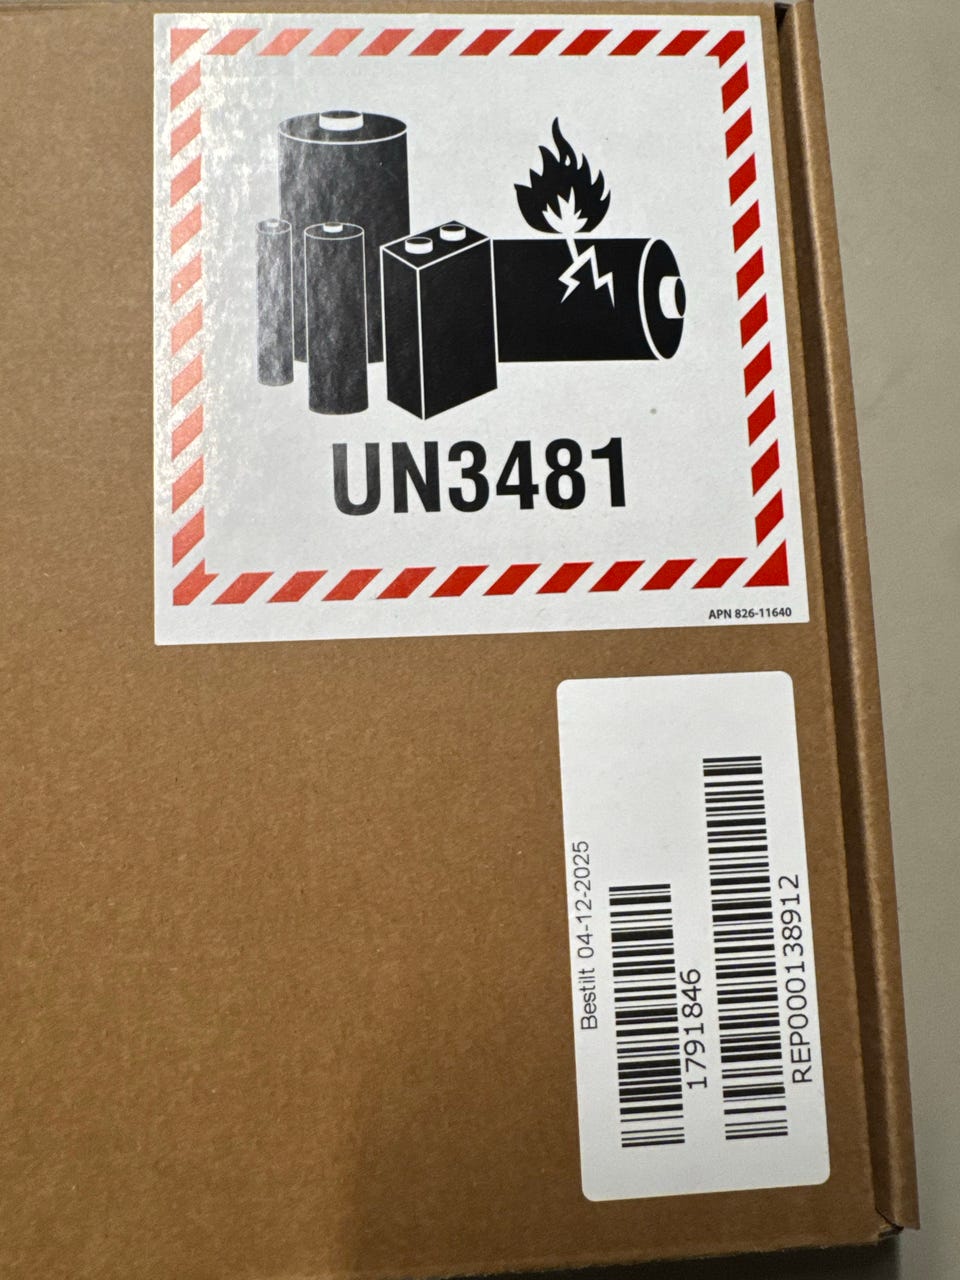 UN3481
APN 826-11640
Bestilt 04-12-2025
1791846
REP000138912